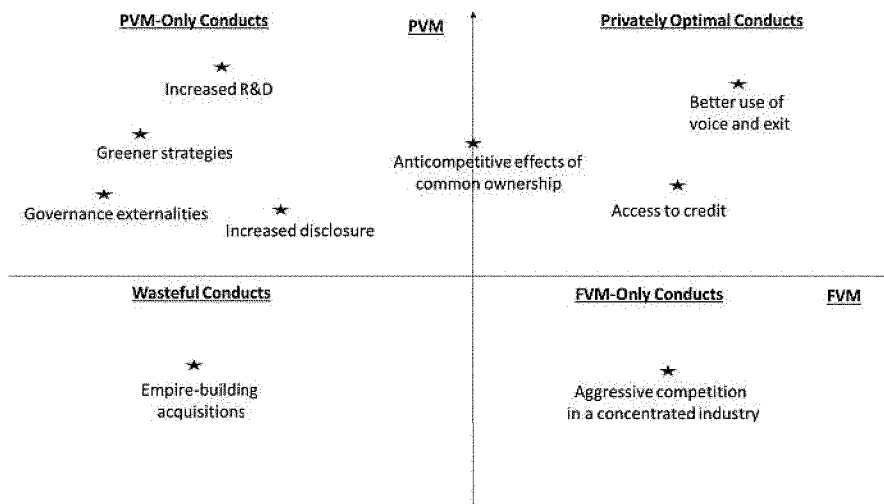 PVM-Only Conducts
PVM
Privately Optimal Conducts
Increased R&D
Better use of
voice and exit
Greener strategies
Anticompetitive effects of
common ownership
Governance externalities
Increased disclosure
Access to credit
Wasteful Conducts
FVM-Only Conducts
FVM
Empire-building
acquisitions
Aggressive competition
in a concentrated industry